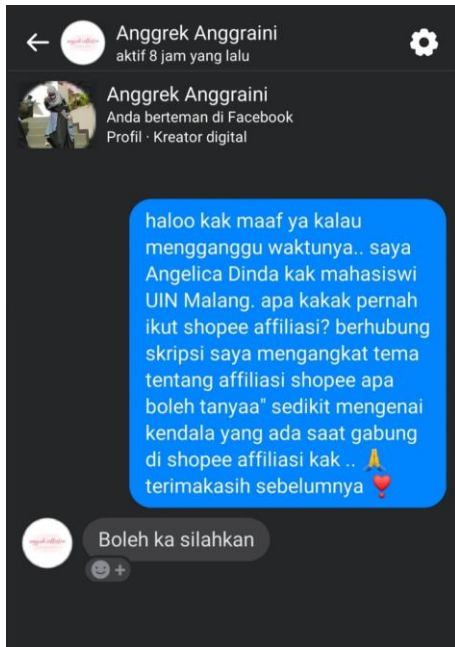 Anggrek Anggraini
aktif 8 jam yang lalu
Anggrek Anggraini
Anda berteman di Facebook
Profil · Kreator digital
haloo kak maaf ya kalau
mengganggu waktunya.. saya
Angelica Dinda kak mahasiswi
UIN Malang. apa kakak pernah
ikut shopee affiliasi? berhubung
skripsi saya mengangkat tema
tentang affiliasi shopee apa
boleh tanyaa" sedikit mengenai
kendala yang ada saat gabung
di shopee affiliasi kak .. 🙏
terimakasih sebelumnya ❣️
Boleh ka silahkan